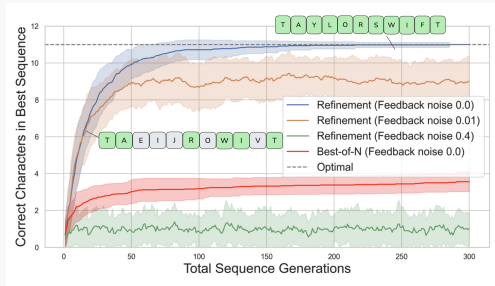 TAYLORSWIFT
12
10
8
6
4
2
0
Correct Characters in Best Sequence
TAEIJROWIVT
Refinement (Feedback noise 0.0)
Refinement (Feedback noise 0.01)
Refinement (Feedback noise 0.4)
Best-of-N (Feedback noise 0.0)
Optimal
0 50 100 150 200 250 300
Total Sequence Generations